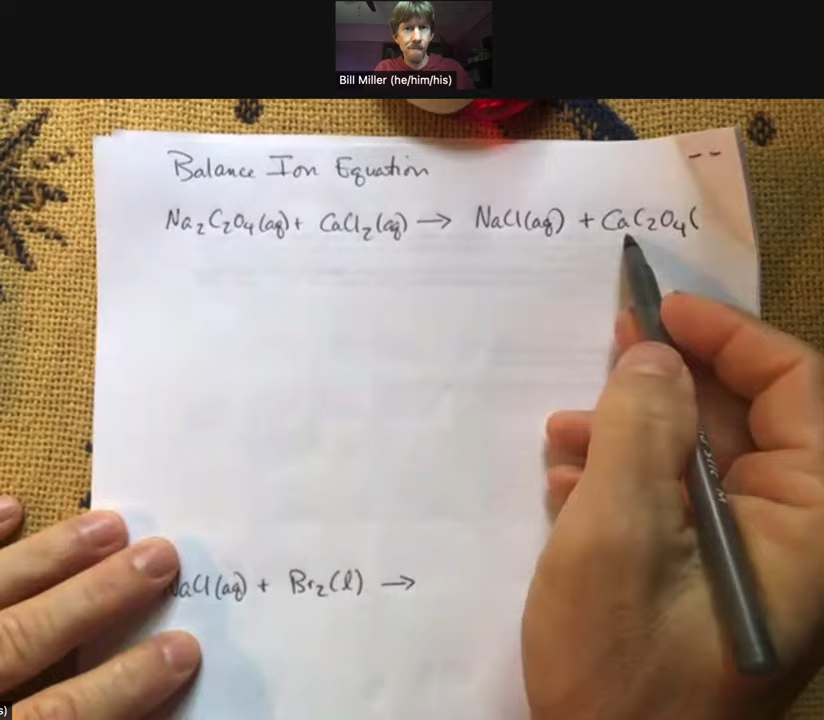 Bill Miller (he/him/his)
Balance Ion Equation
Na₂C₂O₄(aq) + CaCl₂(aq) → NaCl(aq) + CaC₂O₄(
NaCl(aq) + Br₂(l) →
s)